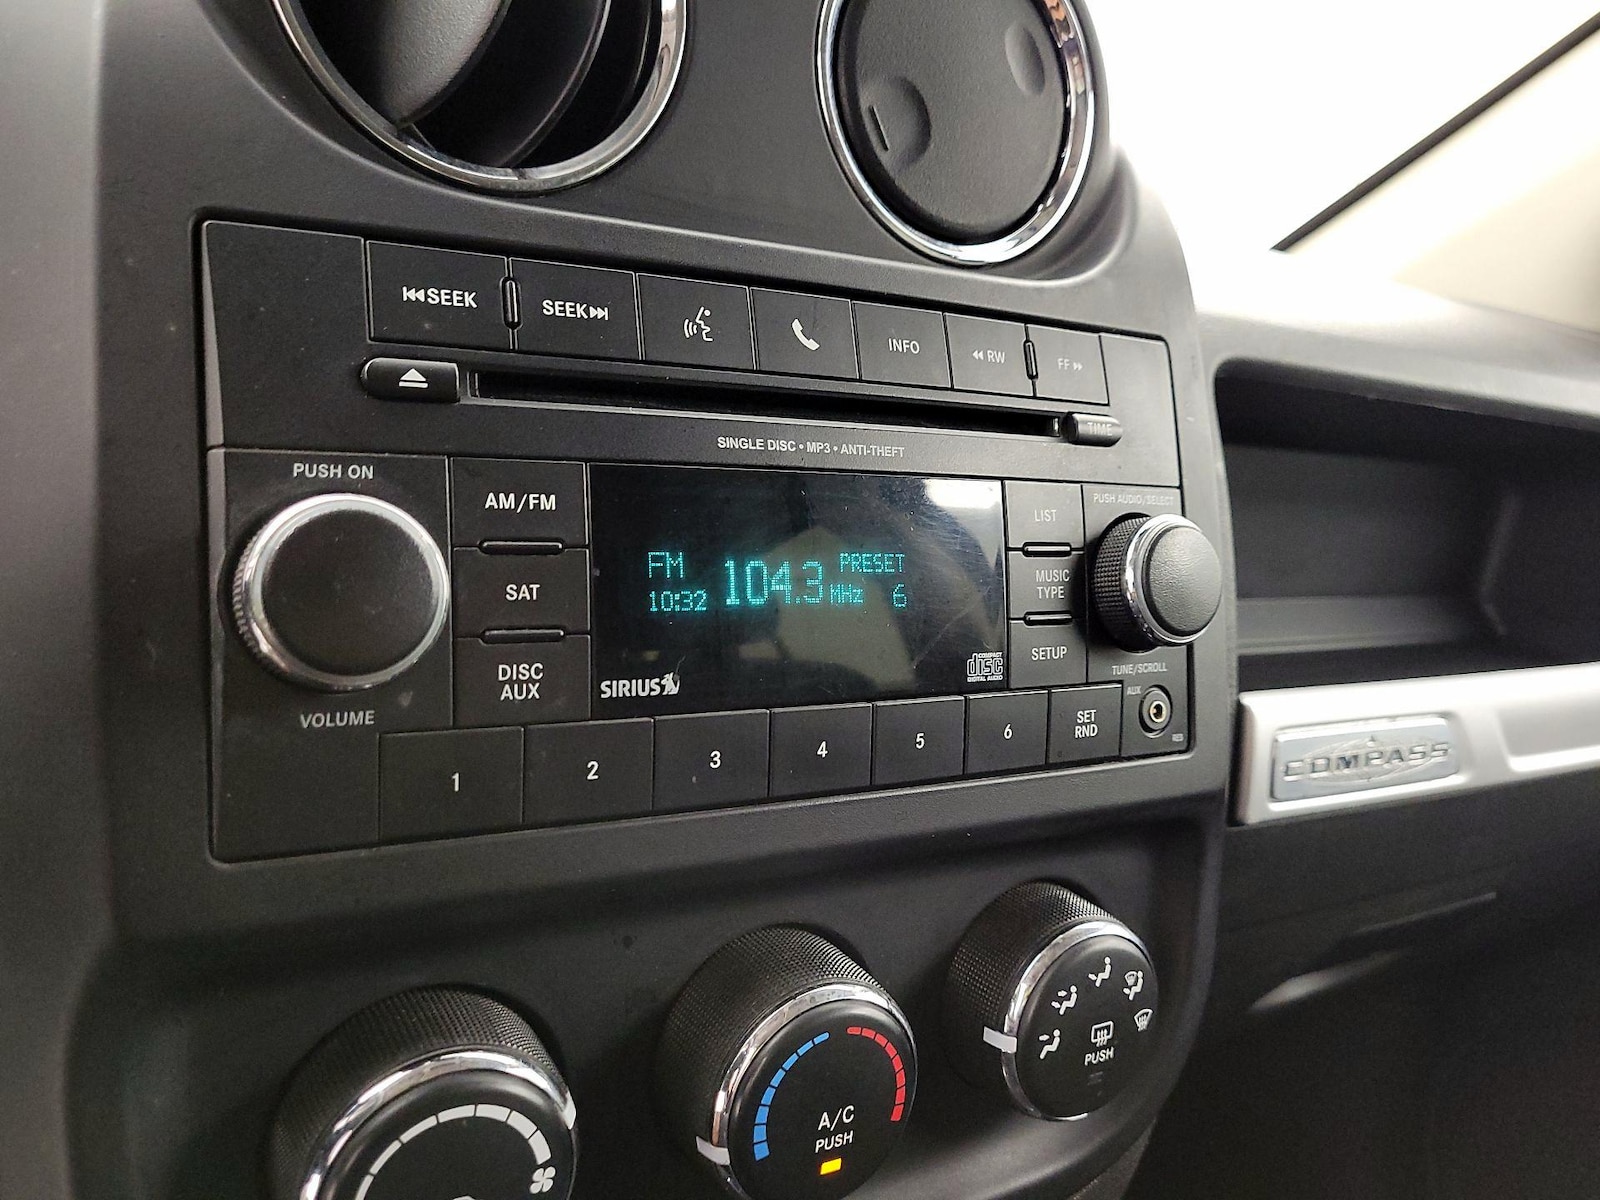 SEEK
SEEK
INFO
RW
FF
TIME
SINGLE DISC • MP3 • ANTI-THEFT
PUSH ON
VOLUME
AM/FM
SAT
DISC
AUX
FM
10:32
104.3
MHz
PRESET
6
SIRIUS
COMPACT
disc
DIGITAL AUDIO
LIST
MUSIC
TYPE
SETUP
PUSH AUDIO/SELECT
TUNE/SCROLL
AUX
1
2
3
4
5
6
SET
RND
COMPASS
A/C
PUSH
PUSH